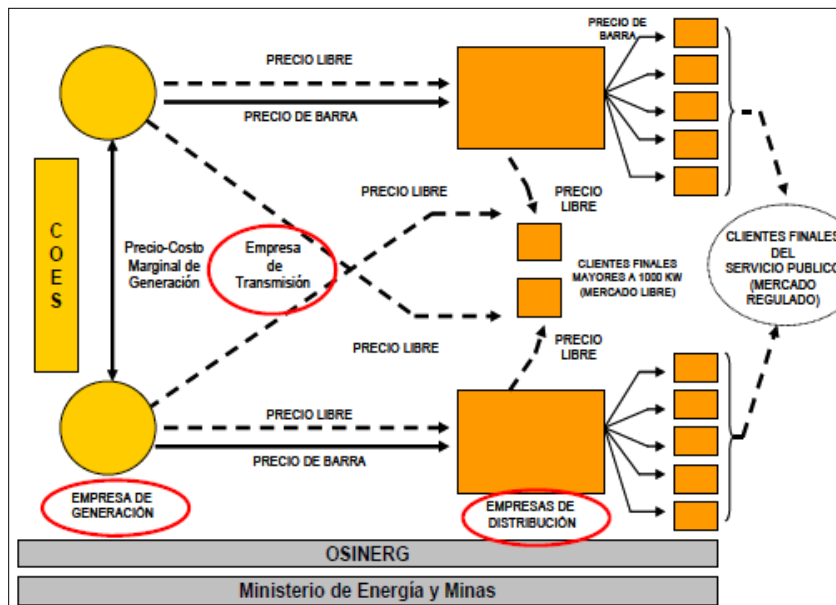 PRECIO LIBRE
PRECIO DE BARRA
PRECIO DE
BARRA
COES
Precio-Costo
Marginal de
Generación
Empresa
de
Transmisión
PRECIO LIBRE
PRECIO
LIBRE
CLIENTES FINALES
MAYORES A 1000 KW
(MERCADO LIBRE)
CLIENTES FINALES
DEL
SERVICIO PUBLICO
(MERCADO
REGULADO)
PRECIO LIBRE
PRECIO
LIBRE
PRECIO LIBRE
PRECIO DE BARRA
EMPRESA DE
GENERACIÓN
EMPRESAS DE
DISTRIBUCIÓN
OSINERG
Ministerio de Energía y Minas